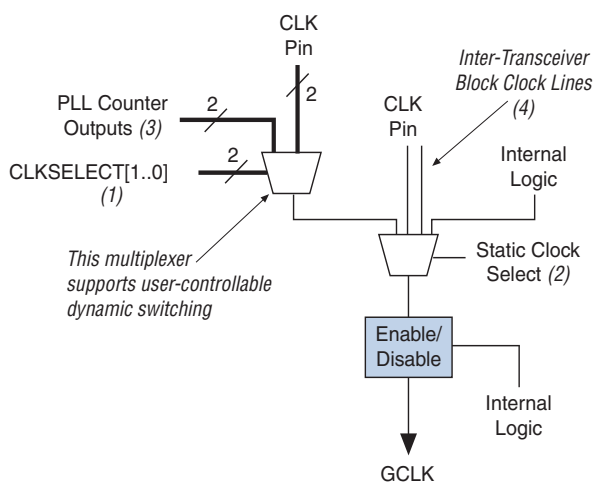 CLK
Pin
2
Inter-Transceiver
Block Clock Lines
(4)
PLL Counter
Outputs (3)
2
CLK
Pin
Internal
Logic
CLKSELECT[1..0]
(1)
2
This multiplexer
supports user-controllable
dynamic switching
Static Clock
Select (2)
Enable/
Disable
Internal
Logic
GCLK